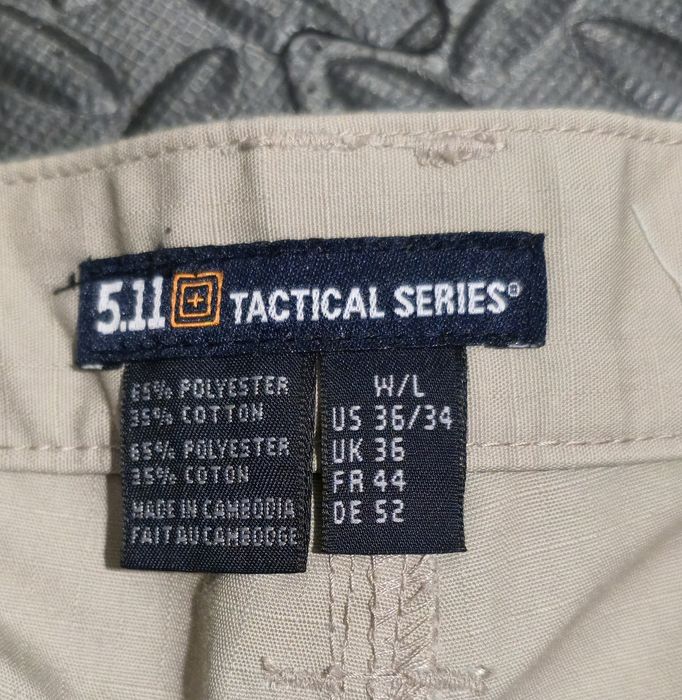 5.11 TACTICAL SERIES®
65% POLYESTER
35% COTTON
65% POLYESTER
35% COTON
MADE IN CAMBODIA
FAIT AU CAMBODGE
W/L
US 36/34
UK 36
FR 44
DE 52